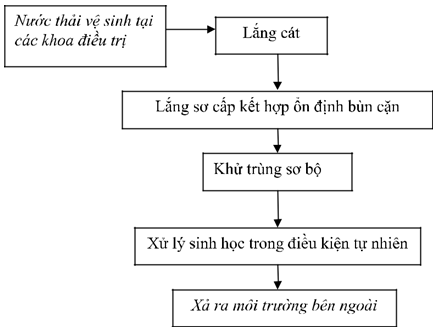 Nước thải vệ sinh tại
các khoa điều trị
Lắng cát
Lắng sơ cấp kết hợp ổn định bùn cặn
Khử trùng sơ bộ
Xử lý sinh học trong điều kiện tự nhiên
Xả ra môi trường bên ngoài